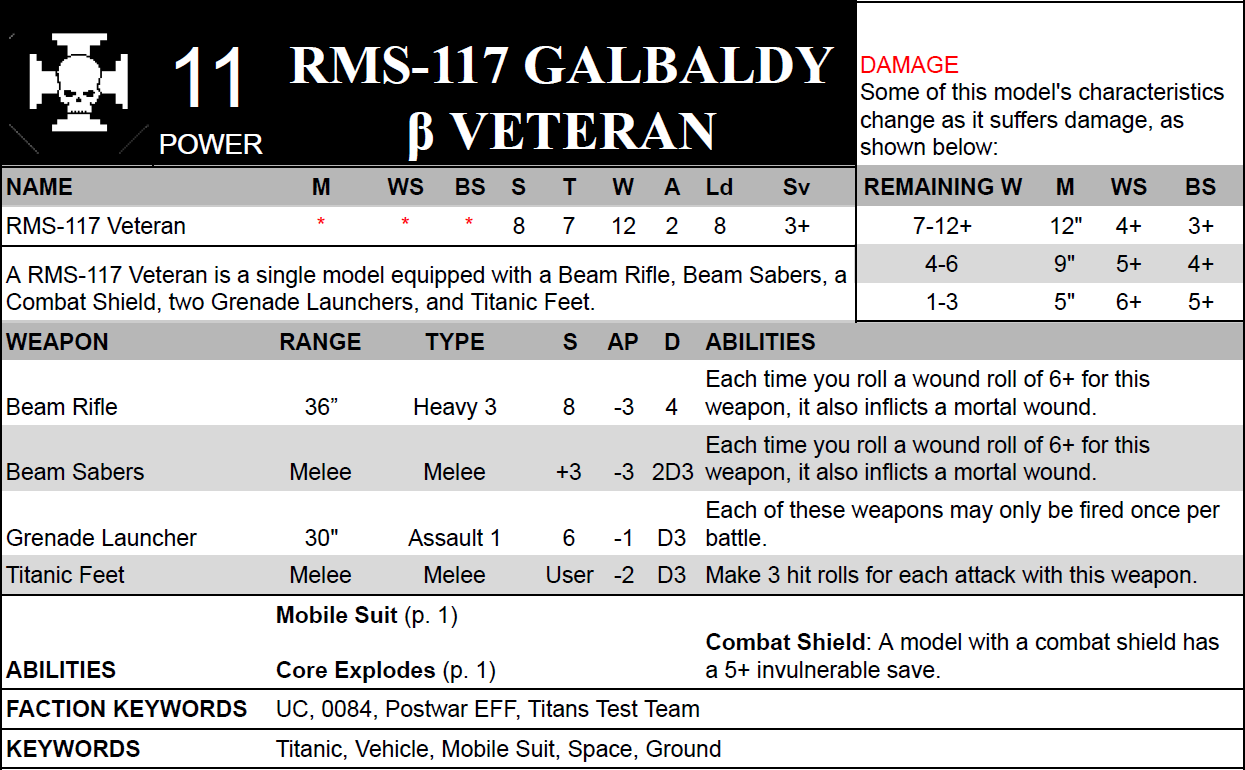 11
POWER
RMS-117 GALBALDY
β VETERAN
DAMAGE
Some of this model's characteristics
change as it suffers damage, as
shown below:
NAME M WS BS S T W A Ld Sv
RMS-117 Veteran * * * 8 7 12 2 8 3+
A RMS-117 Veteran is a single model equipped with a Beam Rifle, Beam Sabers, a
Combat Shield, two Grenade Launchers, and Titanic Feet.
REMAINING W M WS BS
7-12+ 12" 4+ 3+
4-6 9" 5+ 4+
1-3 5" 6+ 5+
WEAPON RANGE TYPE S AP D ABILITIES
Beam Rifle 36” Heavy 3 8 -3 4 Each time you roll a wound roll of 6+ for this
weapon, it also inflicts a mortal wound.
Beam Sabers Melee Melee +3 -3 2D3 Each time you roll a wound roll of 6+ for this
weapon, it also inflicts a mortal wound.
Grenade Launcher 30" Assault 1 6 -1 D3 Each of these weapons may only be fired once per
battle.
Titanic Feet Melee Melee User -2 D3 Make 3 hit rolls for each attack with this weapon.
ABILITIES
Mobile Suit (p. 1)
Core Explodes (p. 1)
Combat Shield: A model with a combat shield has
a 5+ invulnerable save.
FACTION KEYWORDS UC, 0084, Postwar EFF, Titans Test Team
KEYWORDS Titanic, Vehicle, Mobile Suit, Space, Ground